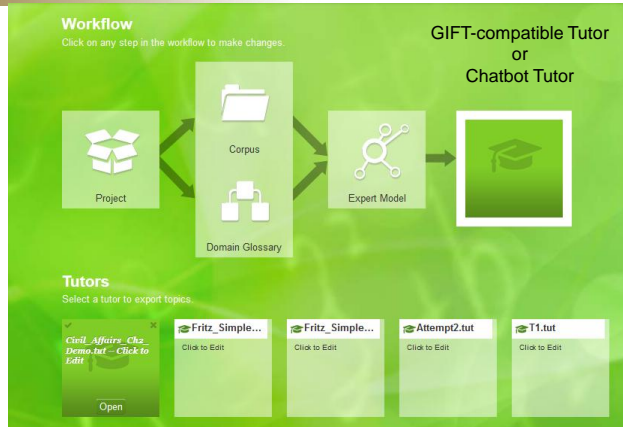 Workflow
Click on any step in the workflow to make changes.
GIFT-compatible Tutor
or
Chatbot Tutor
Project
Corpus
Domain Glossary
Expert Model
Tutors
Select a tutor to export topics.
Civil_Affairs_Ch2_
Demo.tut – Click to
Edit
Open
Fritz_Simple...
Click to Edit
Fritz_Simple...
Click to Edit
Attempt2.tut
Click to Edit
T1.tut
Click to Edit